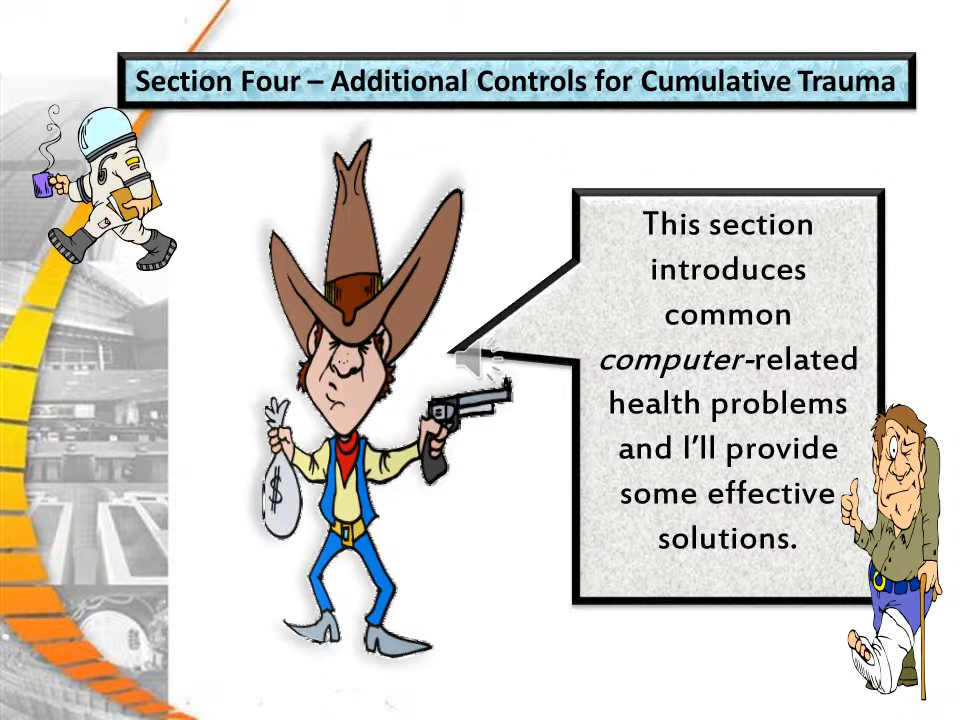 Section Four – Additional Controls for Cumulative Trauma
This section
introduces
common
computer-related
health problems
and I’ll provide
some effective
solutions.
$